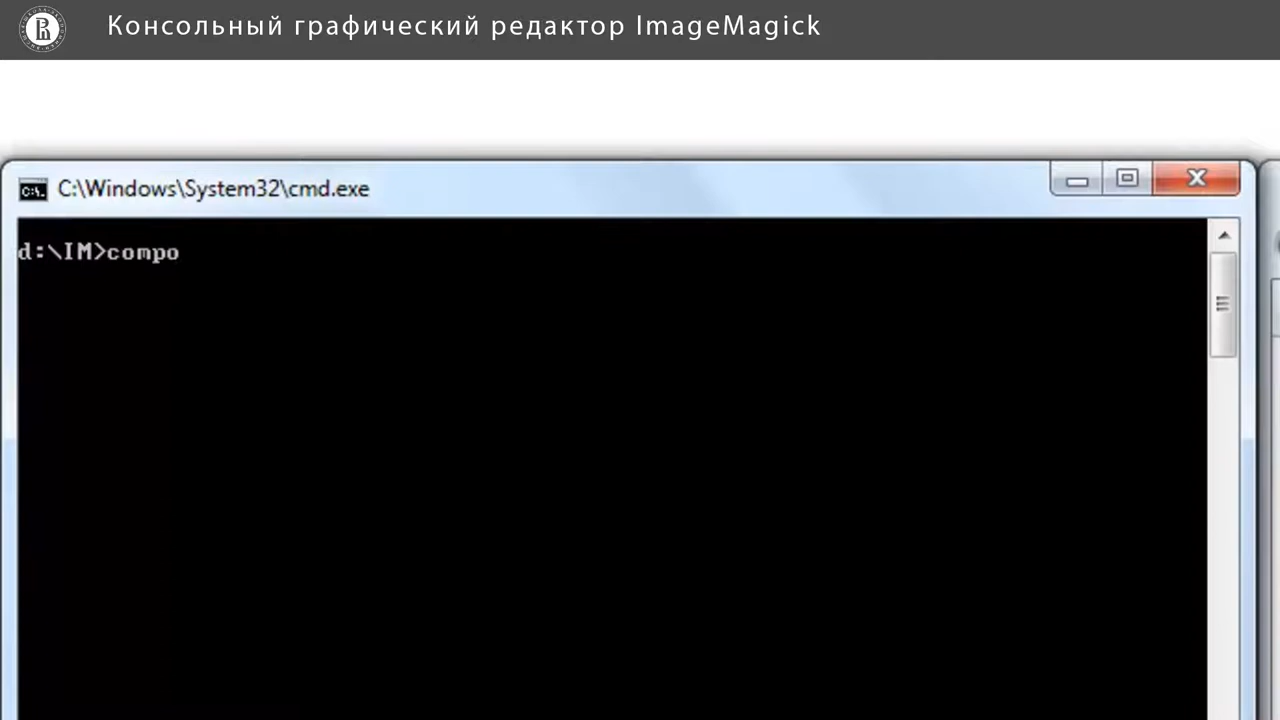 Консольный графический редактор ImageMagick
C:\Windows\System32\cmd.exe
d:\IM>compo